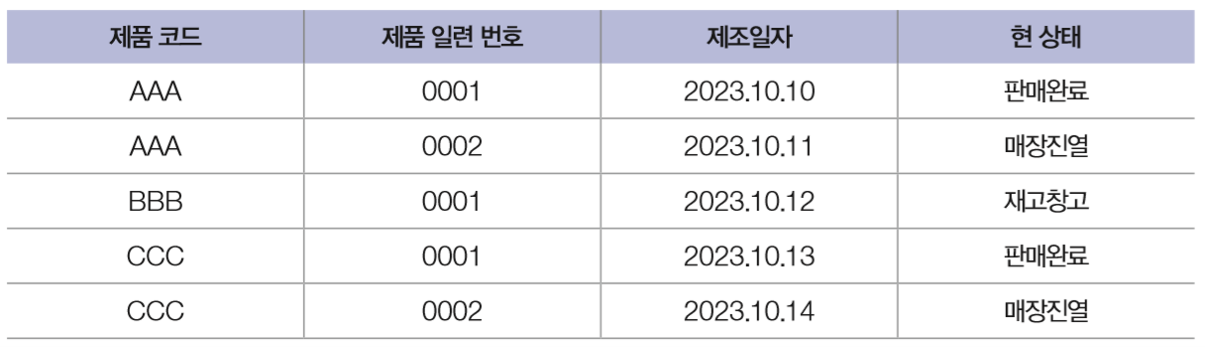 제품 코드 제품 일련 번호 제조일자 현 상태
AAA 0001 2023.10.10 판매완료
AAA 0002 2023.10.11 매장진열
BBB 0001 2023.10.12 재고창고
CCC 0001 2023.10.13 판매완료
CCC 0002 2023.10.14 매장진열